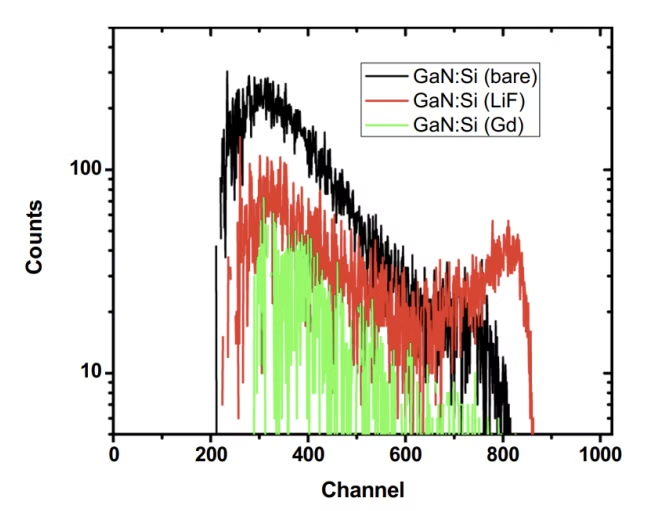 GaN:Si (bare)
GaN:Si (LiF)
GaN:Si (Gd)
100
10
Counts
0 200 400 600 800 1000
Channel